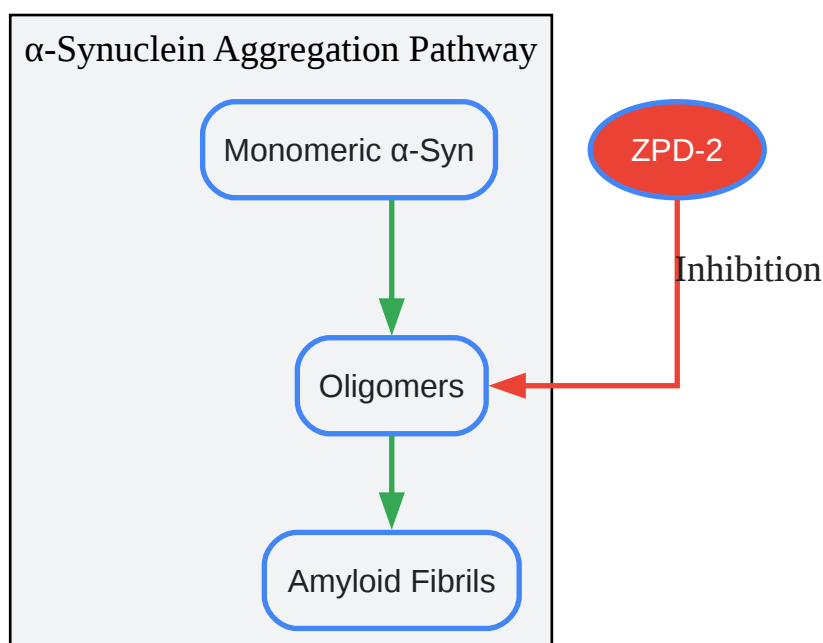 α-Synuclein Aggregation Pathway
Monomeric α-Syn
ZPD-2
Inhibition
Oligomers
Amyloid Fibrils